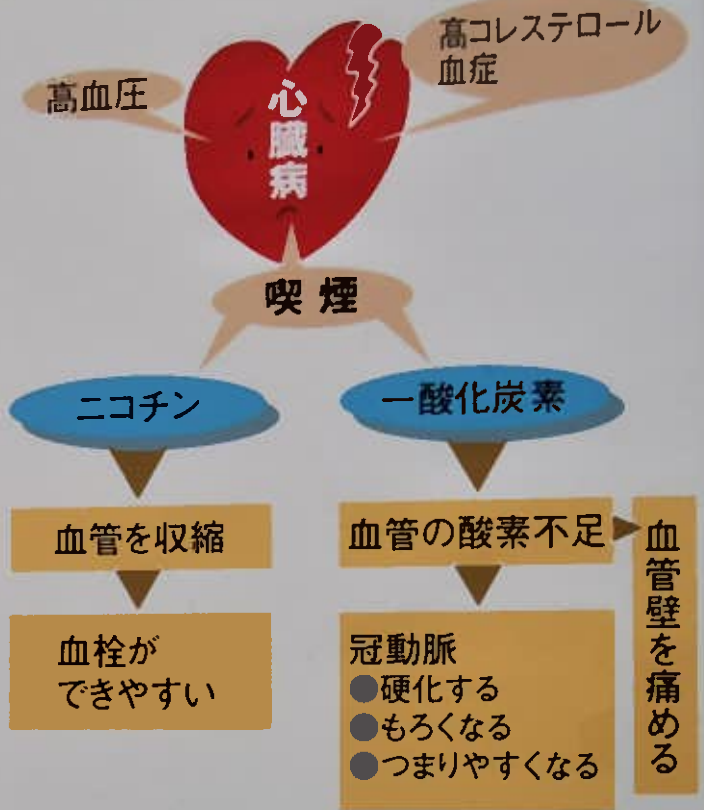 高コレステロール
血症
高血圧
心臓病
喫煙
ニコチン
一酸化炭素
血管を収縮
血管の酸素不足
血管壁を痛める
血栓が
できやすい
冠動脈
●硬化する
●もろくなる
●つまりやすくなる